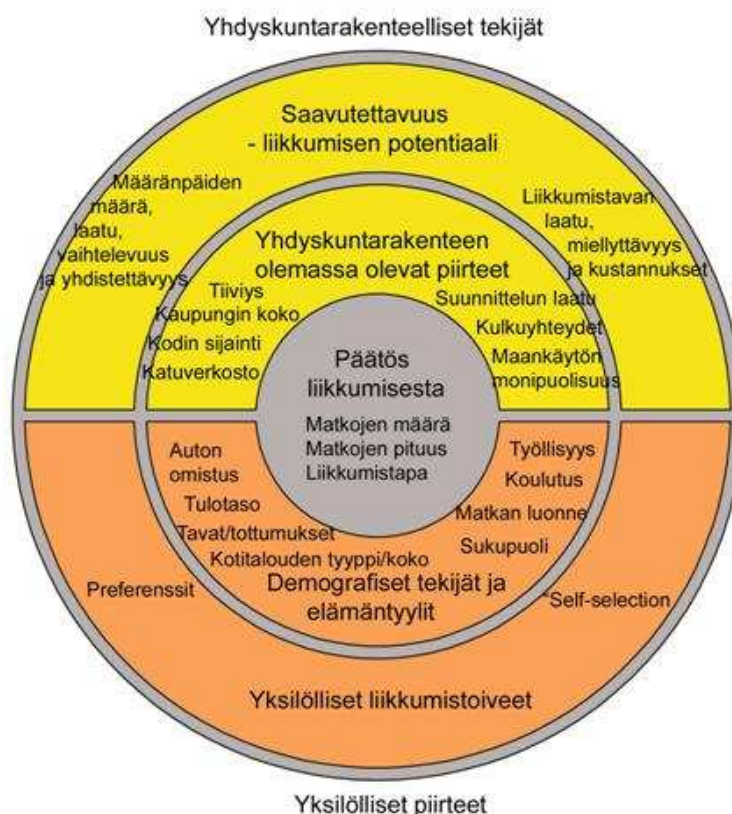 Yhdyskuntarakenteelliset tekijät
Saavutettavuus
- liikkumisen potentiaali
Määränpäiden
määrä,
laatu,
vaihtelevuus
ja yhdistettävyys
Liikkumistavan
laatu,
miellyttävyys
ja kustannukset
Yhdyskuntarakenteen
olemassa olevat piirteet
Tiiviys
Kaupungin koko
Kodin sijainti
Katuverkosto
Suunnittelun laatu
Kulkuyhteydet
Maankäytön
monipuolisuus
Päätös
liikkumisesta
Matkojen määrä
Matkojen pituus
Liikkumistapa
Auton
omistus
Tulotaso
Tavat/tottumukset
Kotitalouden tyyppi/koko
Työllisyys
Koulutus
Matkan luonne
Sukupuoli
Demografiset tekijät ja
elämäntyylit
Preferenssit
"Self-selection
Yksilölliset liikkumistoiveet
Yksilölliset piirteet